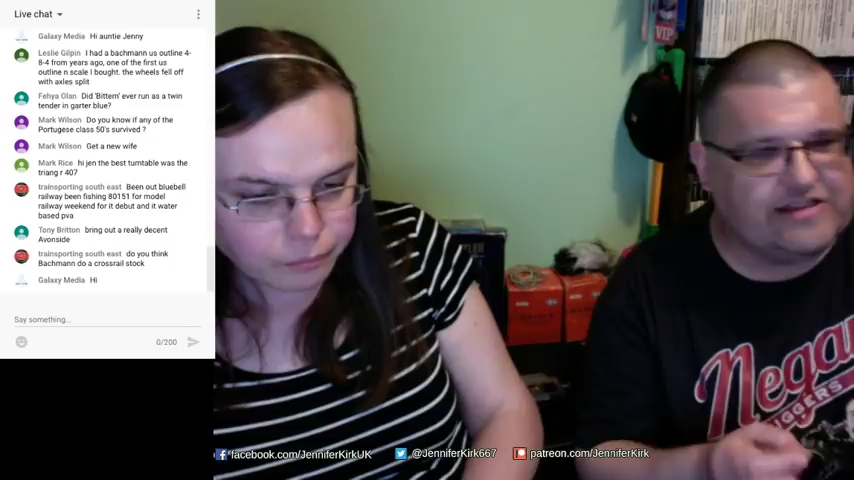 Live chat
Galaxy Media Hi auntie Jenny
Leslie Gilpin I had a bachmann us outline 4-
8-4 from years ago, one of the first us
outline n scale I bought. the wheels fell off
with axles split
Fehya Olan Did 'Bittern' ever run as a twin
tender in garter blue?
Mark Wilson Do you know if any of the
Portugese class 50's survived ?
Mark Wilson Get a new wife
Mark Rice hi jen the best turntable was the
triang r 407
trainsporting south east Been out bluebell
railway been fishing 80151 for model
railway weekend for it debut and it water
based pva
Tony Britton bring out a really decent
Avonside
trainsporting south east do you think
Bachmann do a crossrail stock
Galaxy Media Hi
Say something...
0/200
VIP
Negan
facebook.com/JenniferKirkUK
@JenniferKirk667
patreon.com/JenniferKirk